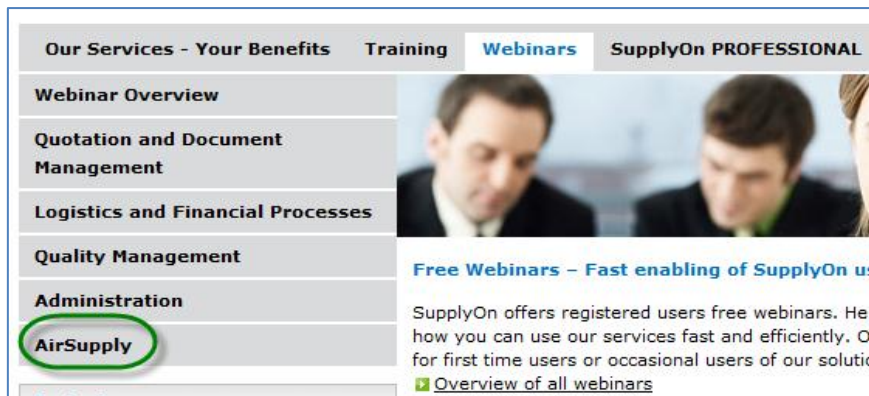 Our Services - Your Benefits Training Webinars SupplyOn PROFESSIONAL
Webinar Overview
Quotation and Document
Management
Logistics and Financial Processes
Quality Management
Administration
AirSupply
Free Webinars – Fast enabling of SupplyOn
SupplyOn offers registered users free webinars.
how you can use our services fast and efficiently.
for first time users or occasional users of our
Overview of all webinars